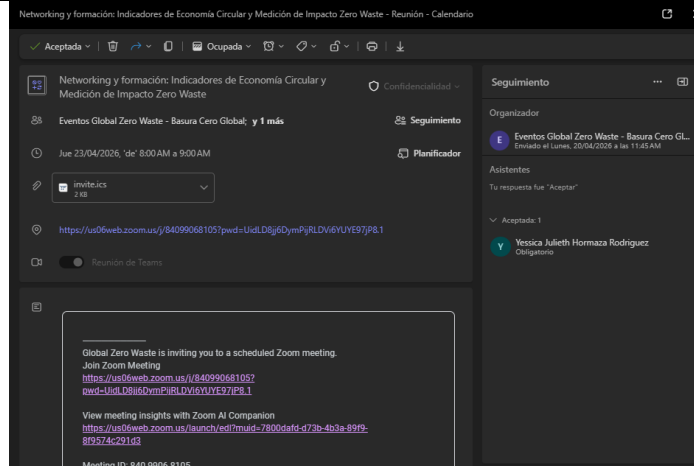 Networking y formación: Indicadores de Economía Circular y Medición de Impacto Zero Waste - Reunión - Calendario
Aceptada
Ocupada
Networking y formación: Indicadores de Economía Circular y
Medición de Impacto Zero Waste
Confidencialidad
Eventos Global Zero Waste - Basura Cero Global; y 1 más
Seguimiento
Jue 23/04/2026, 'de' 8:00 AM a 9:00 AM
Planificador
invite.ics
2 KB
https://us06web.zoom.us/j/84099068105?pwd=UidLD8jj6DymPijRLDVi6YUYE97jP8.1
Reunión de Teams
Global Zero Waste is inviting you to a scheduled Zoom meeting.
Join Zoom Meeting
https://us06web.zoom.us/j/84099068105?
pwd=UidLD8jj6DymPijRLDVi6YUYE97jP8.1
View meeting insights with Zoom AI Companion
https://us06web.zoom.us/launch/edl?muid=7800dafd-d73b-4b3a-89f9-
8f9574c291d3
Meeting ID: 840 9906 8105
Seguimiento
Organizador
E
Eventos Global Zero Waste - Basura Cero Gl...
Enviado el Lunes, 20/04/2026 a las 11:45 AM
Asistentes
Tu respuesta fue "Aceptar"
Aceptada: 1
Y
Yessica Julieth Hormaza Rodriguez
Obligatorio